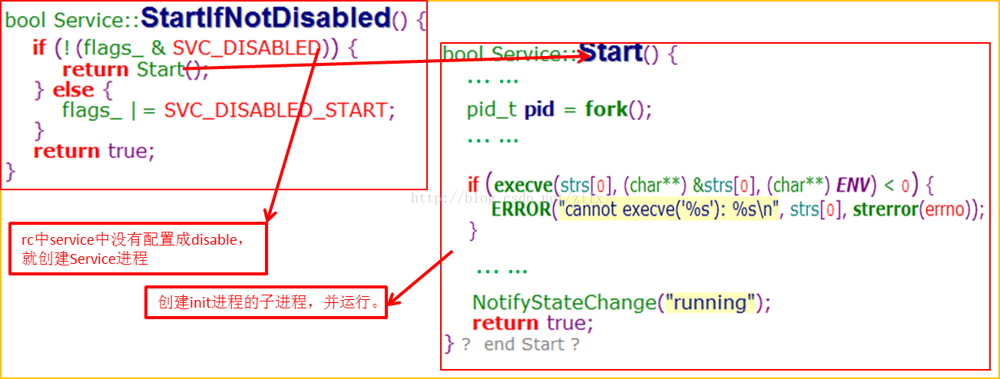 bool Service::StartIfNotDisabled() {
if (! (flags_ & SVC_DISABLED)) {
return Start();
} else {
flags_ | = SVC_DISABLED_START;
}
return true;
}
bool Service::Start() {
... ...
pid_t pid = fork();
... ...
if (execve(strs[0], (char**) &strs[0], (char**) ENV) < 0) {
ERROR("cannot execve('%s'): %s\n", strs[0], strerror(errno));
}
... ...
NotifyStateChange("running");
return true;
} ? end Start ?
http://blog.csdn.net/zilx
rc中service中没有配置成disable，
就创建Service进程
创建init进程的子进程，并运行。